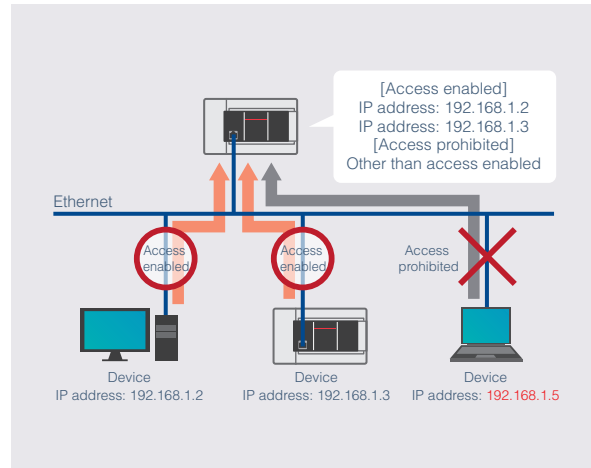 [Access enabled]
IP address: 192.168.1.2
IP address: 192.168.1.3
[Access prohibited]
Other than access enabled
Ethernet
Access
enabled
Access
enabled
Access
prohibited
Device
IP address: 192.168.1.2
Device
IP address: 192.168.1.3
Device
IP address: 192.168.1.5